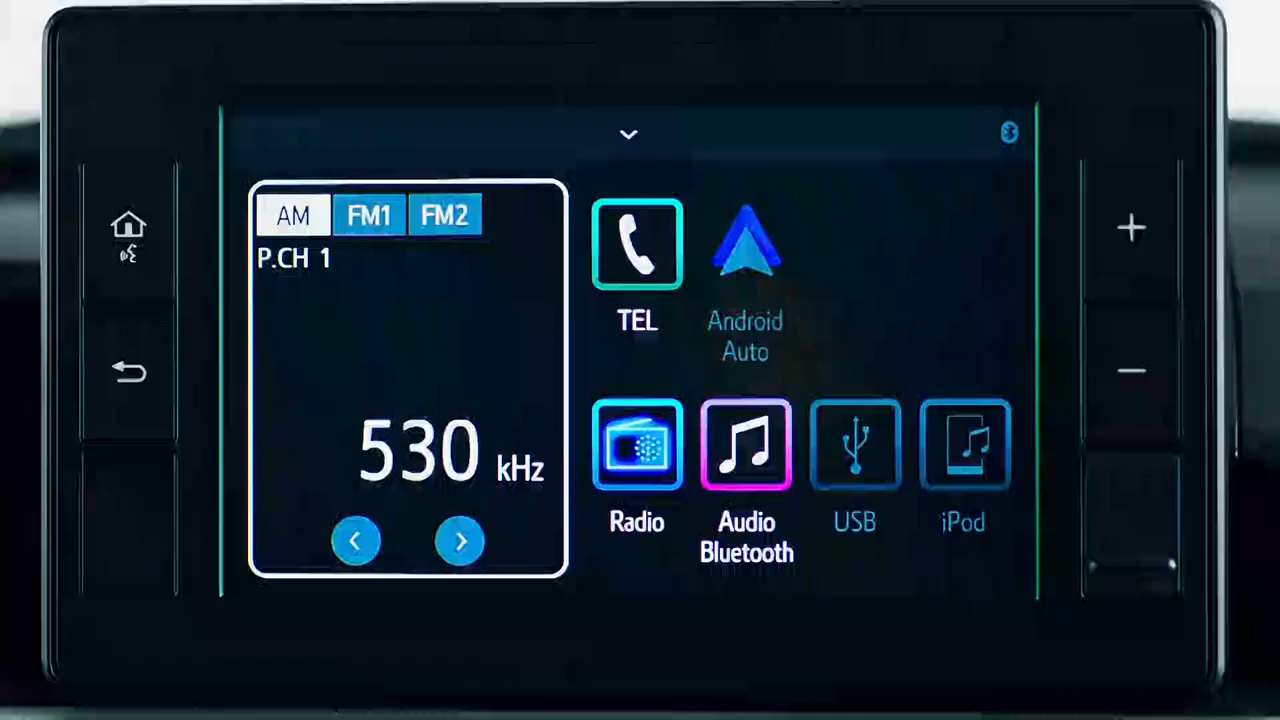 AM FM1 FM2
P.CH 1
530 kHz
TEL
Android
Auto
Radio
Audio
Bluetooth
USB
iPod